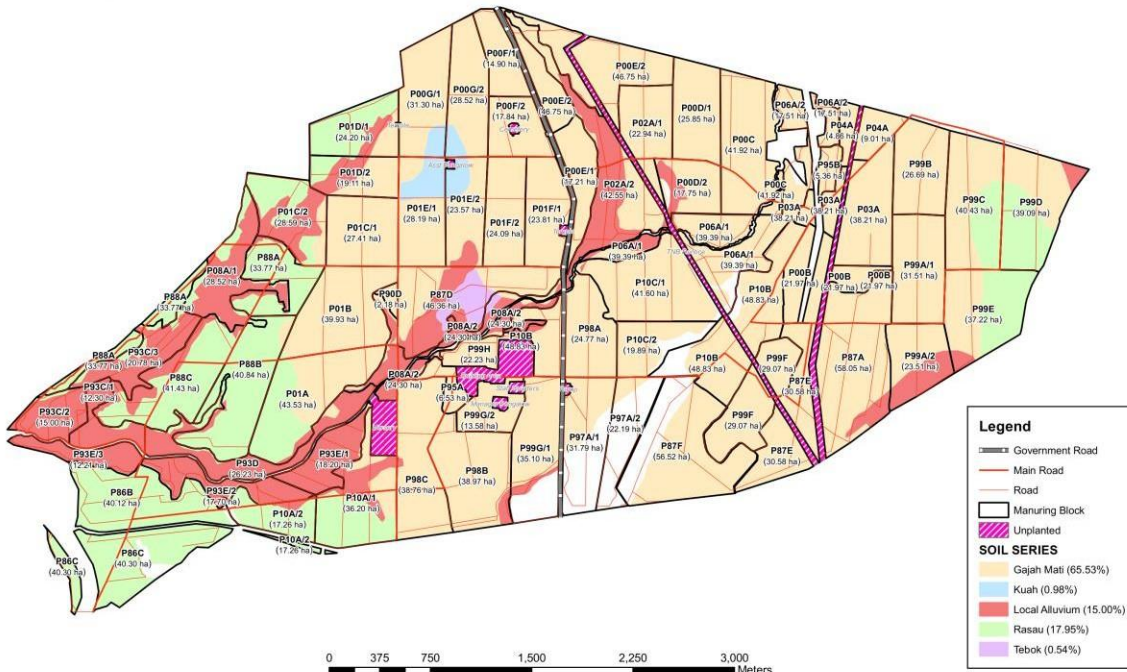 P00F/1
(14.90 ha)
P00E/2
(46.75 ha)
P00G/1
(31.30 ha)
P00G/2
(28.52 ha)
P00F/2
(17.84 ha)
P00E/2
(46.75 ha)
P00D/1
(25.85 ha)
P06A/2
(17.51 ha)
P06A/2
(17.51 ha)
P04A
(4.86 ha)
P04A
(9.01 ha)
P01D/1
(24.20 ha)
P02A/1
(22.94 ha)
P00C
(41.92 ha)
P95B
(5.36 ha)
P99B
(26.69 ha)
P01D/2
(19.11 ha)
P00E/1
(17.21 ha)
P02A/2
(42.55 ha)
P00D/2
(17.75 ha)
P00C
(41.92 ha)
P03A
(38.21 ha)
P03A
(38.21 ha)
P03A
(38.21 ha)
P99C
(40.43 ha)
P99D
(39.09 ha)
P01C/2
(28.59 ha)
P01E/1
(28.19 ha)
P01E/2
(23.57 ha)
P01F/2
(24.09 ha)
P01F/1
(23.81 ha)
P01C/1
(27.41 ha)
P06A/1
(39.39 ha)
P06A/1
(39.39 ha)
P06A/1
(39.39 ha)
P88A
(33.77 ha)
P08A/1
(28.52 ha)
P00B
(21.97 ha)
P00B
(21.97 ha)
P00B
(21.97 ha)
P99A/1
(31.51 ha)
P88A
(33.77 ha)
P90D
(2.18 ha)
P87D
(46.36 ha)
P10C/1
(41.60 ha)
P10B
(48.83 ha)
P01B
(39.93 ha)
P08A/2
(24.30 ha)
P08A/2
(24.30 ha)
P10B
(48.83 ha)
P98A
(24.77 ha)
P99E
(37.22 ha)
P88A
(33.77 ha)
P93C/3
(20.78 ha)
P88B
(40.84 ha)
P99H
(22.23 ha)
P10C/2
(19.89 ha)
P10B
(48.83 ha)
P99F
(29.07 ha)
P87A
(58.05 ha)
P99A/2
(23.51 ha)
P93C/1
(12.30 ha)
P88C
(41.43 ha)
P01A
(43.53 ha)
P08A/2
(24.30 ha)
P95A
(6.53 ha)
P87E
(30.58 ha)
P93C/2
(15.00 ha)
P99G/2
(13.58 ha)
P97A/2
(22.19 ha)
P99F
(29.07 ha)
P93E/3
(12.21 ha)
P93D
(26.23 ha)
P93E/1
(18.20 ha)
P98C
(38.76 ha)
P98B
(38.97 ha)
P99G/1
(35.10 ha)
P97A/1
(31.79 ha)
P87F
(56.52 ha)
P87E
(30.58 ha)
P86B
(40.12 ha)
P93E/2
(17.70 ha)
P10A/1
(36.20 ha)
P10A/2
(17.26 ha)
P10A/2
(17.26 ha)
P86C
(40.30 ha)
P86C
(40.30 ha)
Legend
Government Road
Main Road
Road
Manuring Block
Unplanted
SOIL SERIES
Gajah Mati (65.53%)
Kuah (0.98%)
Local Alluvium (15.00%)
Rasau (17.95%)
Tebok (0.54%)
0 375 750 1,500 2,250 3,000
Meters